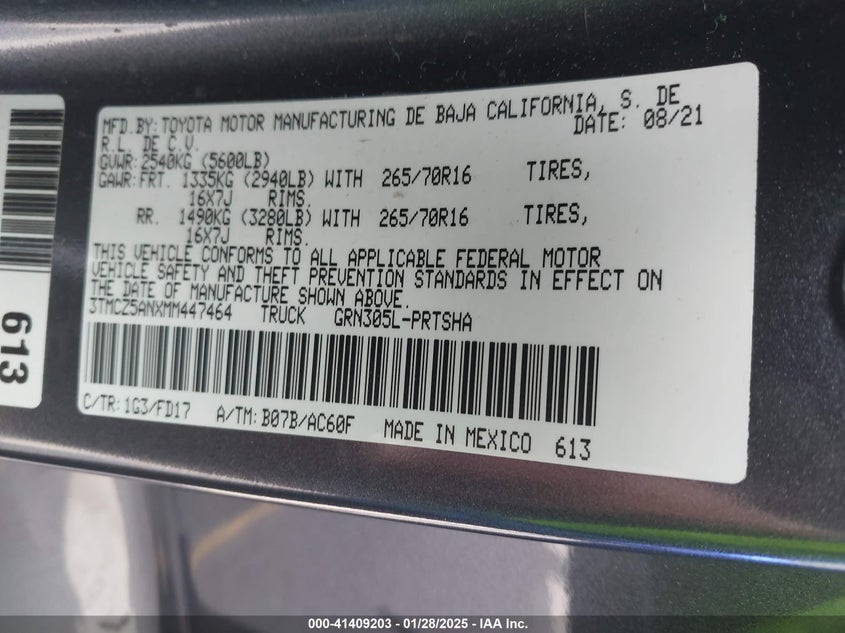 MFD.BY:TOYOTA MOTOR MANUFACTURING DE BAJA CALIFORNIA, S. DE
R.L. DE C.V. DATE: 08/21
GVWR:2540KG (5600LB)
GAWR:FRT. 1335KG (2940LB) WITH 265/70R16 TIRES,
16X7J RIMS.
RR. 1490KG (3280LB) WITH 265/70R16 TIRES,
16X7J RIMS.
THIS VEHICLE CONFORMS TO ALL APPLICABLE FEDERAL MOTOR
VEHICLE SAFETY AND THEFT PREVENTION STANDARDS IN EFFECT ON
THE DATE OF MANUFACTURE SHOWN ABOVE.
3TMCZ5ANXMM447464 TRUCK GRN305L-PRTSHA
C/TR:1G3/FD17 A/TM:B07B/AC60F MADE IN MEXICO 613
613
000-41409203 - 01/28/2025 - IAA Inc.